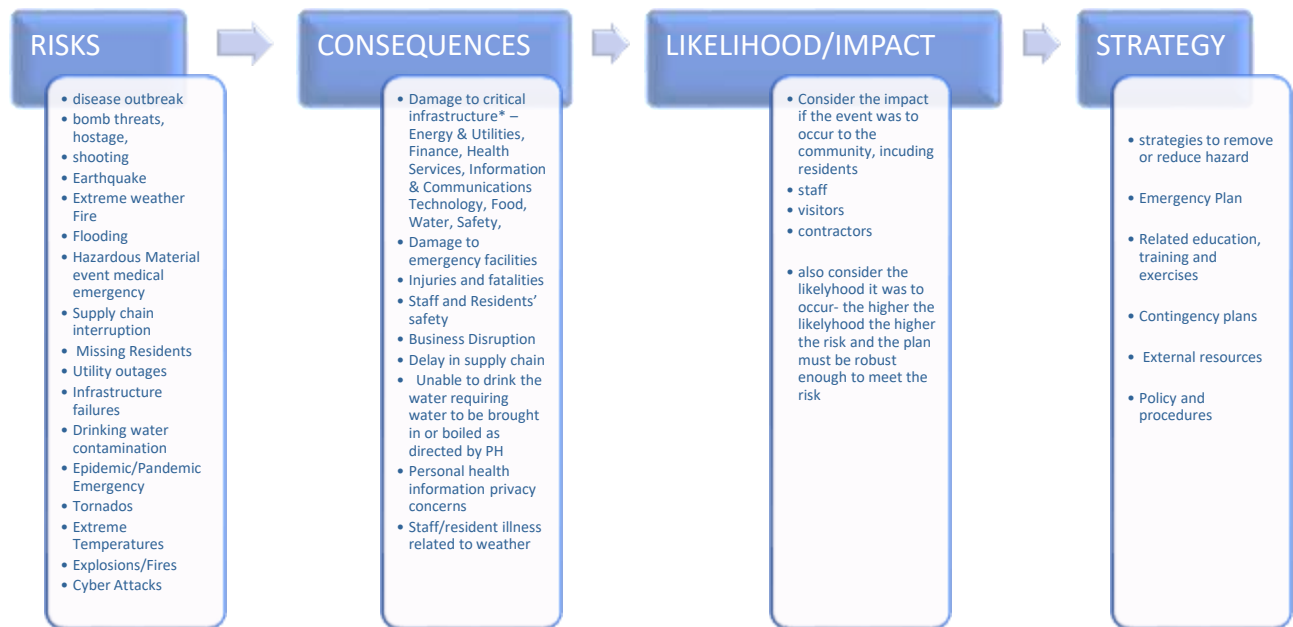 RISKS
• disease outbreak
• bomb threats,
hostage,
• shooting
• Earthquake
• Extreme weather
Fire
• Flooding
• Hazardous Material
event medical
emergency
• Supply chain
interruption
• Missing Residents
• Utility outages
• Infrastructure
failures
• Drinking water
contamination
• Epidemic/Pandemic
Emergency
• Tornados
• Extreme
Temperatures
• Explosions/Fires
• Cyber Attacks
CONSEQUENCES
• Damage to critical
infrastructure* –
Energy & Utilities,
Finance, Health
Services, Information
& Communications
Technology, Food,
Water, Safety,
• Damage to
emergency facilities
• Injuries and fatalities
• Staff and Residents’
safety
• Business Disruption
• Delay in supply chain
• Unable to drink the
water requiring
water to be brought
in or boiled as
directed by PH
• Personal health
information privacy
concerns
• Staff/resident illness
related to weather
LIKELIHOOD/IMPACT
• Consider the impact
if the event was to
occur to the
community, incuding
residents
• staff
• visitors
• contractors
• also consider the
likelyhood it was to
occur- the higher the
likelyhood the higher
the risk and the plan
must be robust
enough to meet the
risk
STRATEGY
• strategies to remove
or reduce hazard
• Emergency Plan
• Related education,
training and
exercises
• Contingency plans
• External resources
• Policy and
procedures